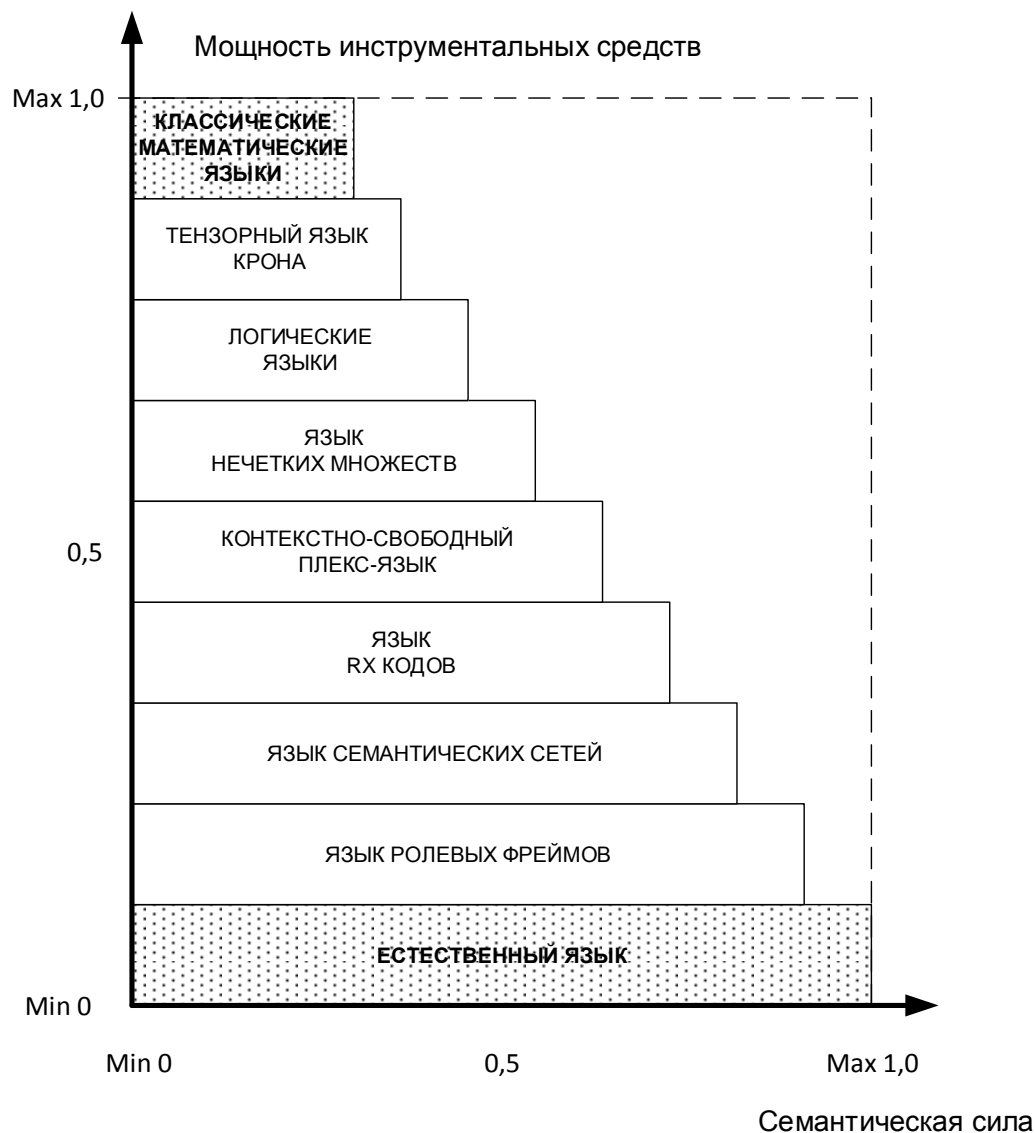 Мощность инструментальных средств
Max 1,0
КЛАССИЧЕСКИЕ
МАТЕМАТИЧЕСКИЕ
ЯЗЫКИ
ТЕНЗОРНЫЙ ЯЗЫК
КРОНА
ЛОГИЧЕСКИЕ
ЯЗЫКИ
ЯЗЫК
НЕЧЕТКИХ МНОЖЕСТВ
КОНТЕКСТНО-СВОБОДНЫЙ
ПЛЕКС-ЯЗЫК
0,5
ЯЗЫК
RX КОДОВ
ЯЗЫК СЕМАНТИЧЕСКИХ СЕТЕЙ
ЯЗЫК РОЛЕВЫХ ФРЕЙМОВ
ЕСТЕСТВЕННЫЙ ЯЗЫК
Min 0
Min 0 0,5 Max 1,0
Семантическая сила